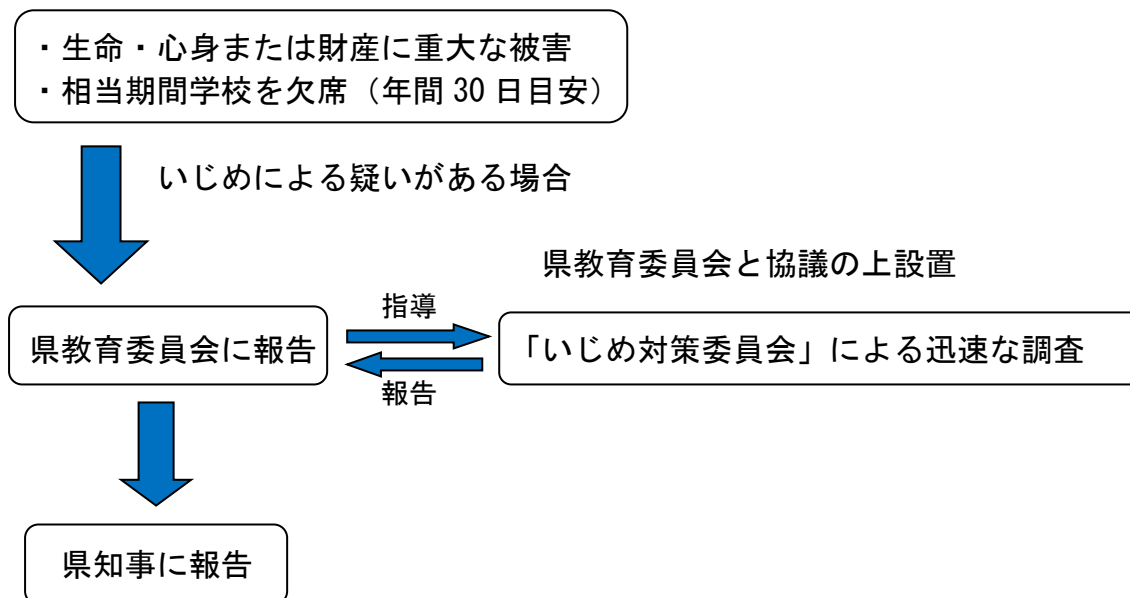 ・生命・心身または財産に重大な被害
・相当期間学校を欠席（年間 30 日目安）
いじめによる疑いがある場合
県教育委員会と協議の上設置
指導
県教育委員会に報告
「いじめ対策委員会」による迅速な調査
報告
県知事に報告